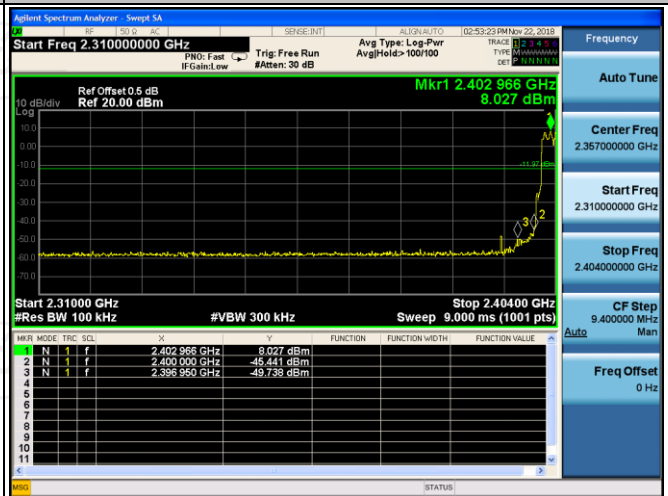 Agilent Spectrum Analyzer - Swept SA
RF 50 Ω AC SENSE:INT ALIGNAUTO 02:53:23 PM Nov 22, 2018
Start Freq 2.310000000 GHz
PNO: Fast
IFGain:Low
Trig: Free Run
#Atten: 30 dB
Avg Type: Log-Pwr
Avg|Hold:>100/100
TRACE 1 2 3 4 5 6
TYPE M
DET P N N N N N
Ref Offset 0.5 dB
Ref 20.00 dBm
10 dB/div
Log
Mkr1 2.402 966 GHz
8.027 dBm
10.0
0.00
-10.0
-20.0
-30.0
-40.0
-50.0
-60.0
-70.0
-11.97 dBm
3
2
Start 2.31000 GHz
Stop 2.40400 GHz
#Res BW 100 kHz
#VBW 300 kHz
Sweep 9.000 ms (1001 pts)
MKR MODE TRC SCL X Y FUNCTION FUNCTION WIDTH FUNCTION VALUE
1 N 1 f 2.402 966 GHz 8.027 dBm
2 N 1 f 2.400 000 GHz -45.441 dBm
3 N 1 f 2.396 950 GHz -49.738 dBm
4
5
6
7
8
9
10
11
MSG
STATUS
Frequency
Auto Tune
Center Freq
2.357000000 GHz
Start Freq
2.310000000 GHz
Stop Freq
2.404000000 GHz
CF Step
9.400000 MHz
Auto Man
Freq Offset
0 Hz